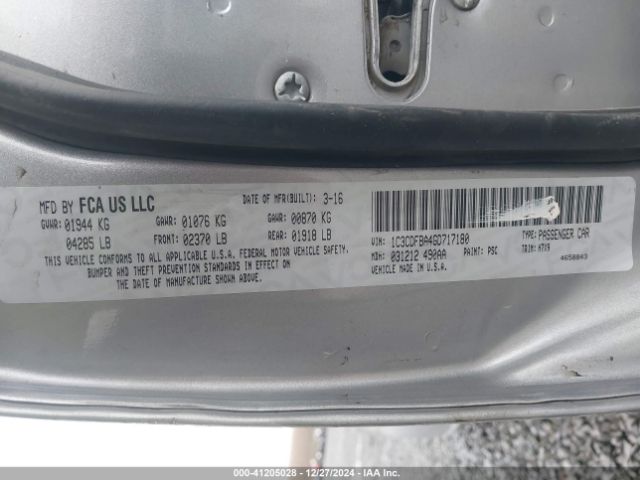 MFD BY FCA US LLC
DATE OF MFR(BUILT): 3-16
GVWR: 01944 KG
GAWR: 01076 KG
GAWR: 00870 KG
04285 LB
FRONT: 02370 LB
REAR: 01918 LB
THIS VEHICLE CONFORMS TO ALL APPLICABLE U.S.A. FEDERAL MOTOR VEHICLE SAFETY,
BUMPER AND THEFT PREVENTION STANDARDS IN EFFECT ON THE
DATE OF MANUFACTURE SHOWN ABOVE.
VIN: 1C3CDFBA4GD717180
TYPE: PASSENGER CAR
MDH: 031212 490AA
PAINT: PSC
TRIM: A7X9
VEHICLE MADE IN U.S.A.
4658843
000-41205028 - 12/27/2024 - IAA Inc.